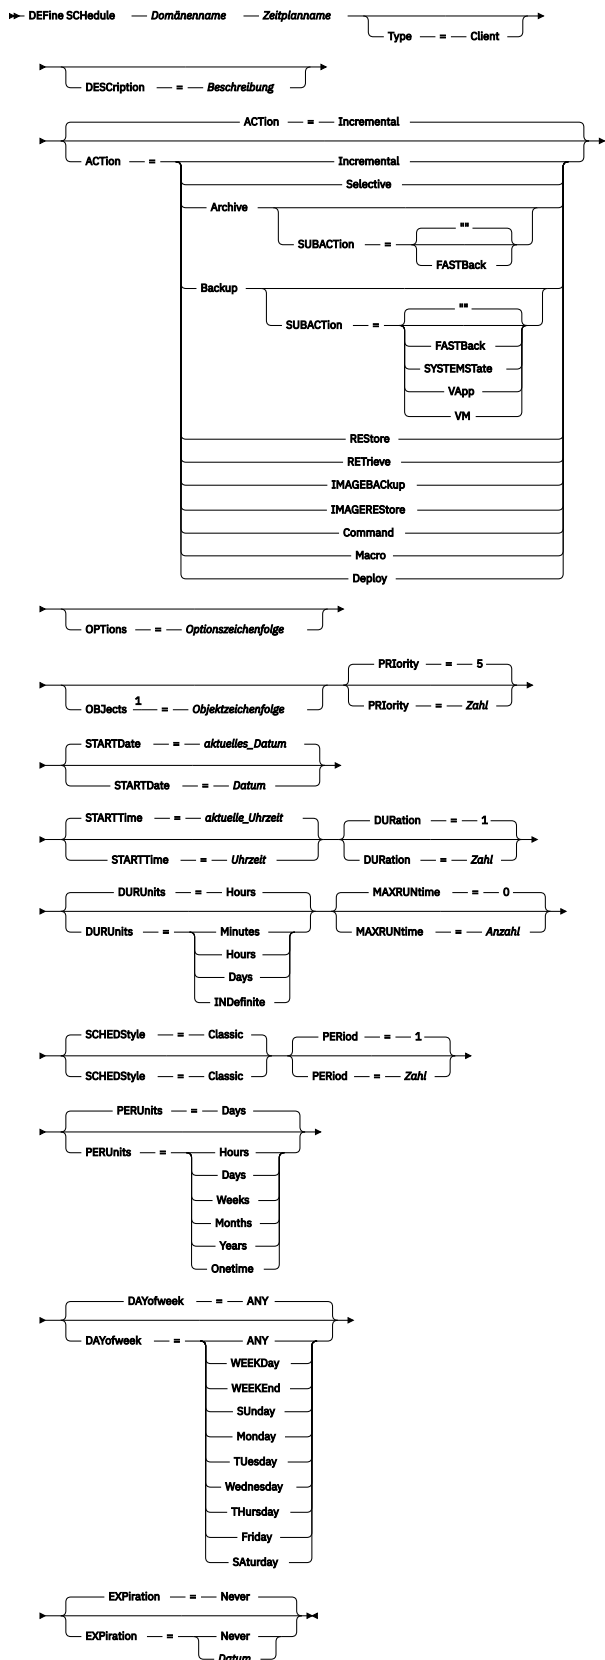 DEFine SCHedule — Domänenname — Zeitplanname
Type — = — Client
DESCription — = — Beschreibung
ACTion — = — Incremental
ACTion — = — Incremental
Selective
Archive
SUBACTion — = — ""
FASTBack
Backup
SUBACTion — = — ""
FASTBack
SYSTEMSTate
VApp
VM
REStore
RETrieve
IMAGEBACkup
IMAGEREStore
Command
Macro
Deploy
OPTions — = — Optionszeichenfolge
OBJects 1 — = — Objektzeichenfolge
PRIority — = — 5
PRIority — = — Zahl
STARTDate — = — aktuelles_Datum
STARTDate — = — Datum
STARTTime — = — aktuelle_Uhrzeit
STARTTime — = — Uhrzeit
DURation — = — 1
DURation — = — Zahl
DURUnits — = — Hours
DURUnits — = — Minutes
Hours
Days
INDefinite
MAXRUNtime — = — 0
MAXRUNtime — = — Anzahl
SCHEDStyle — = — Classic
SCHEDStyle — = — Classic
PERiod — = — 1
PERiod — = — Zahl
PERUnits — = — Days
PERUnits — = — Hours
Days
Weeks
Months
Years
Onetime
DAYofweek — = — ANY
DAYofweek — = — ANY
WEEKDay
WEEKEnd
SUnday
Monday
TUesday
Wednesday
THursday
Friday
SAturday
EXPiration — = — Never
EXPiration — = — Never
Datum